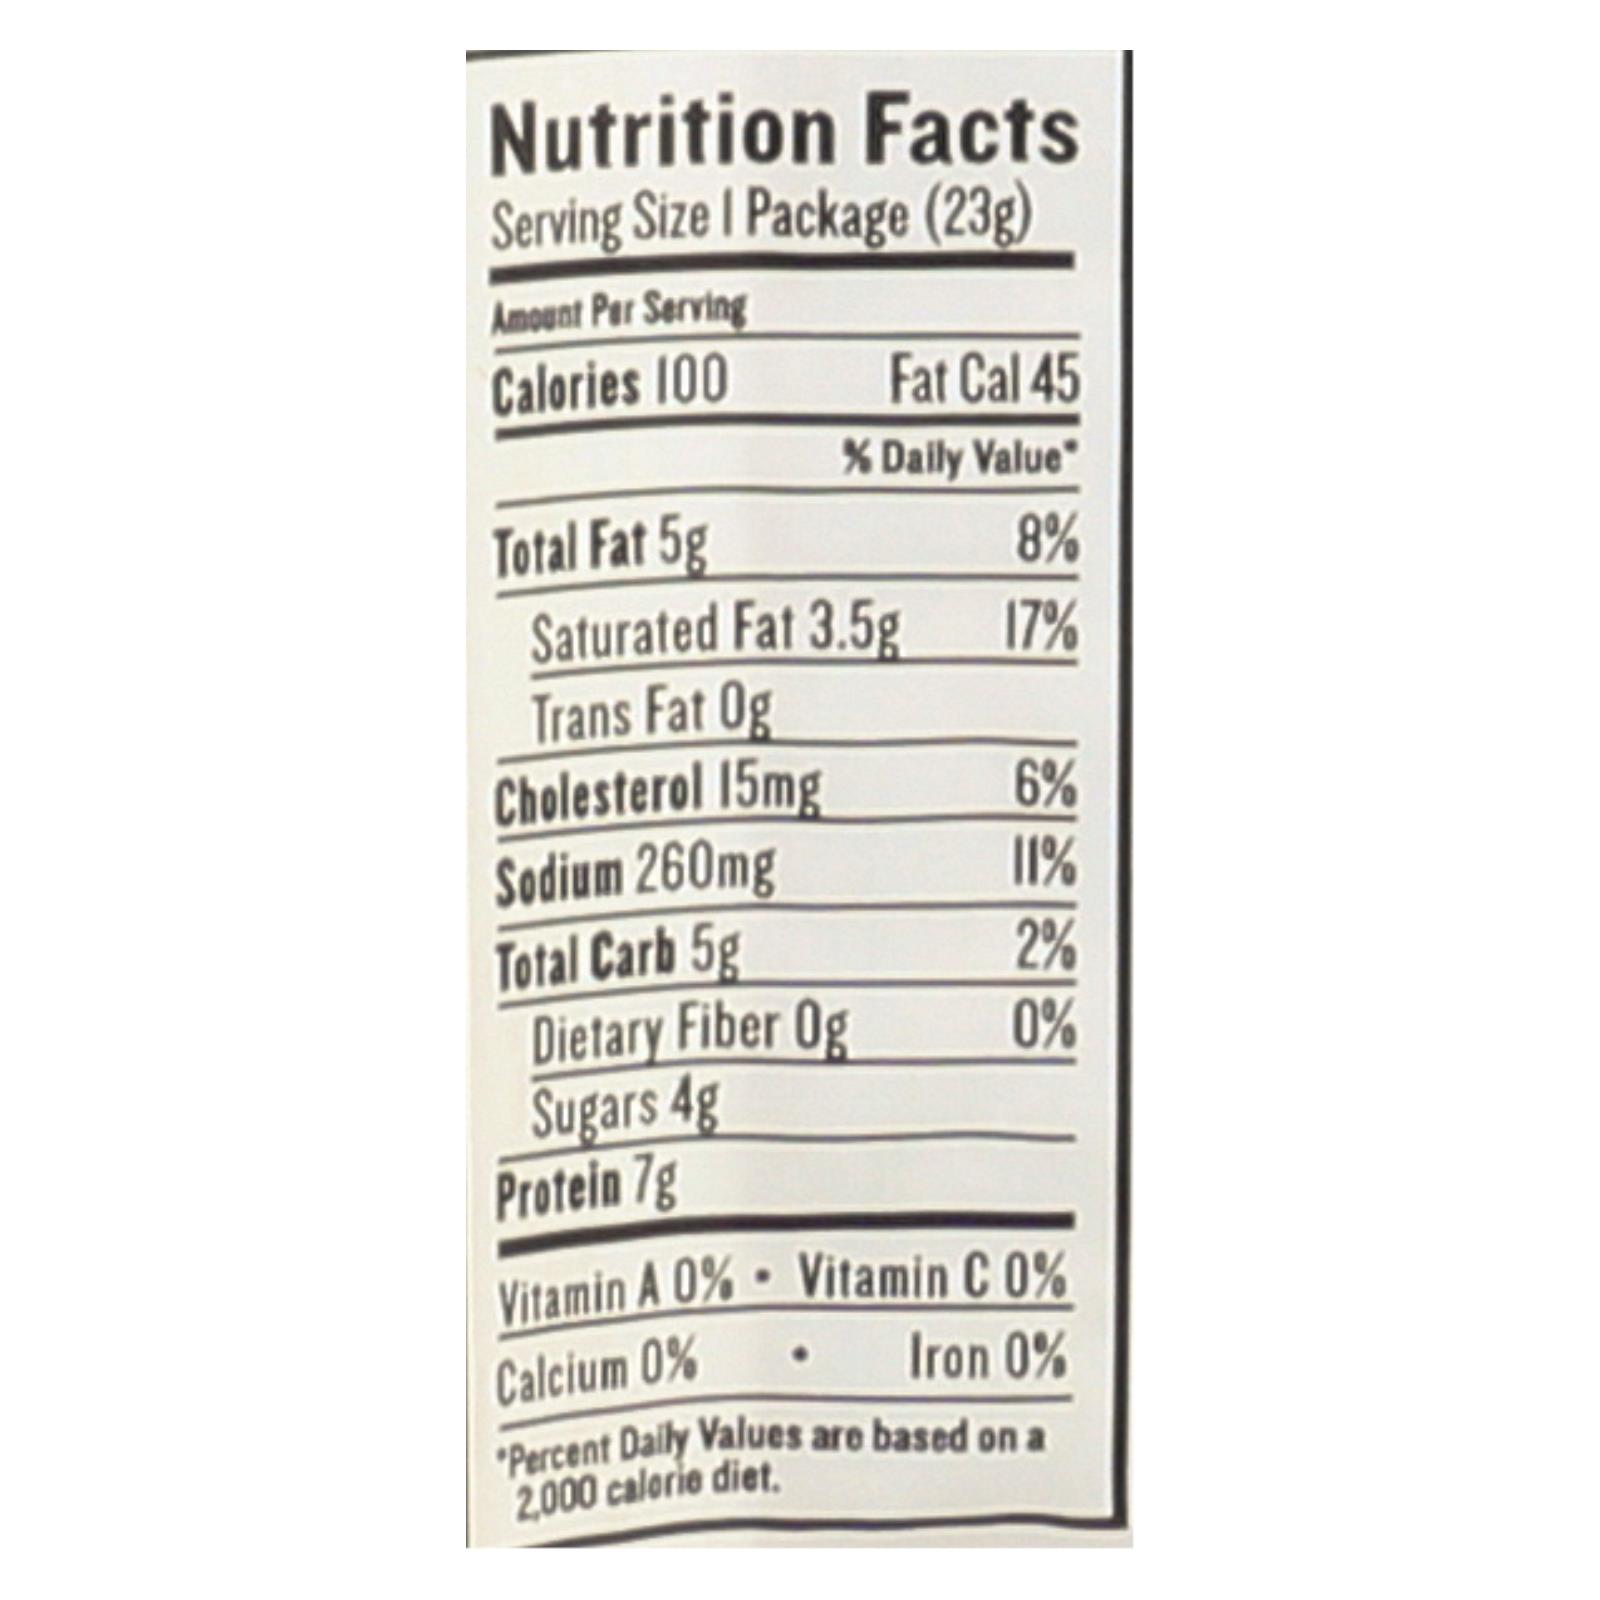 Nutrition Facts
Serving Size 1 Package (23g)
Amount Per Serving
Calories 100 Fat Cal 45
% Daily Value*
Total Fat 5g 8%
Saturated Fat 3.5g 17%
Trans Fat 0g
Cholesterol 15mg 6%
Sodium 260mg 11%
Total Carb 5g 2%
Dietary Fiber 0g 0%
Sugars 4g
Protein 7g
Vitamin A 0% • Vitamin C 0%
Calcium 0% • Iron 0%
*Percent Daily Values are based on a
2,000 calorie diet.